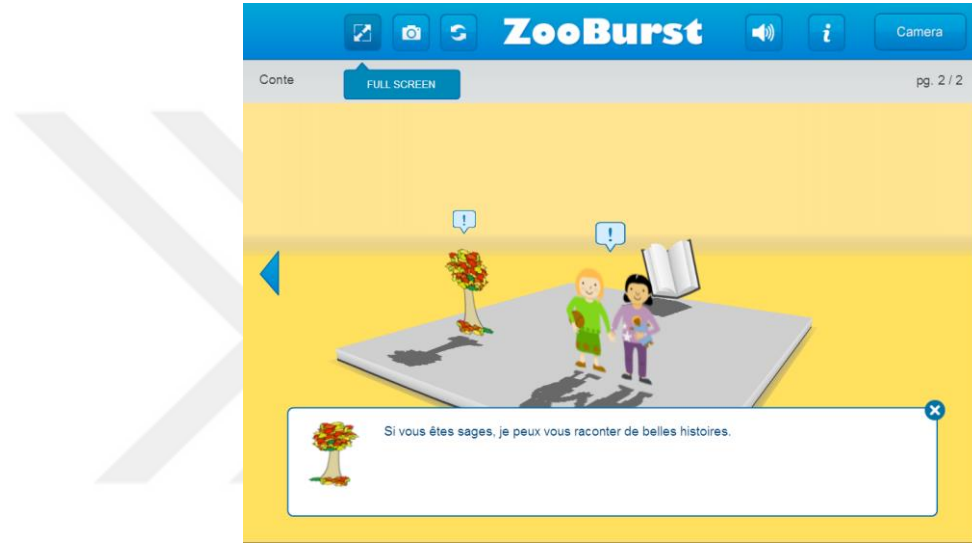 ZooBurst
i
Camera
Conte
FULL SCREEN
pg. 2 / 2
!
!
Si vous êtes sages, je peux vous raconter de belles histoires.